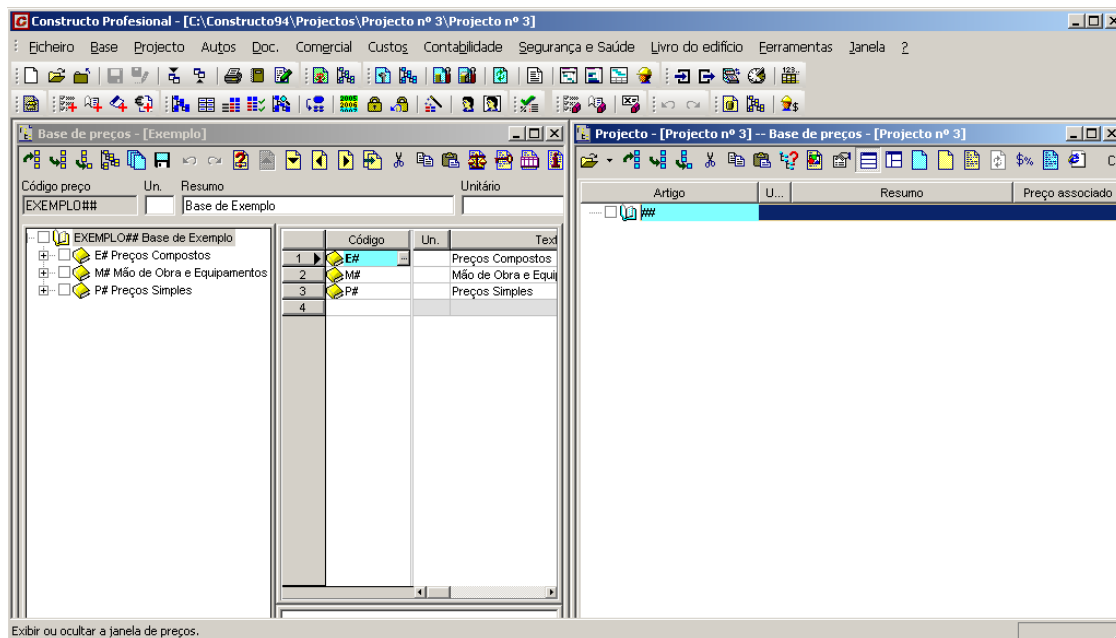 Constructo Profesional - [C:\Constructo94\Projectos\Projecto nº 3\Projecto nº 3]
Ficheiro Base Projecto Autos Doc. Comercial Custos Contabilidade Segurança e Saúde Livro do edifício Ferramentas Janela ?
Base de preços - [Exemplo]
Código preço Un. Resumo Unitário
EXEMPLO## Base de Exemplo
EXEMPLO## Base de Exemplo
E# Preços Compostos
M# Mão de Obra e Equipamentos
P# Preços Simples
Código Un. Text
1 E# ... Preços Compostos
2 M# Mão de Obra e Equip
3 P# Preços Simples
4
Projecto - [Projecto nº 3] -- Base de preços - [Projecto nº 3]
Artigo U... Resumo Preço associado
##
Exibir ou ocultar a janela de preços.